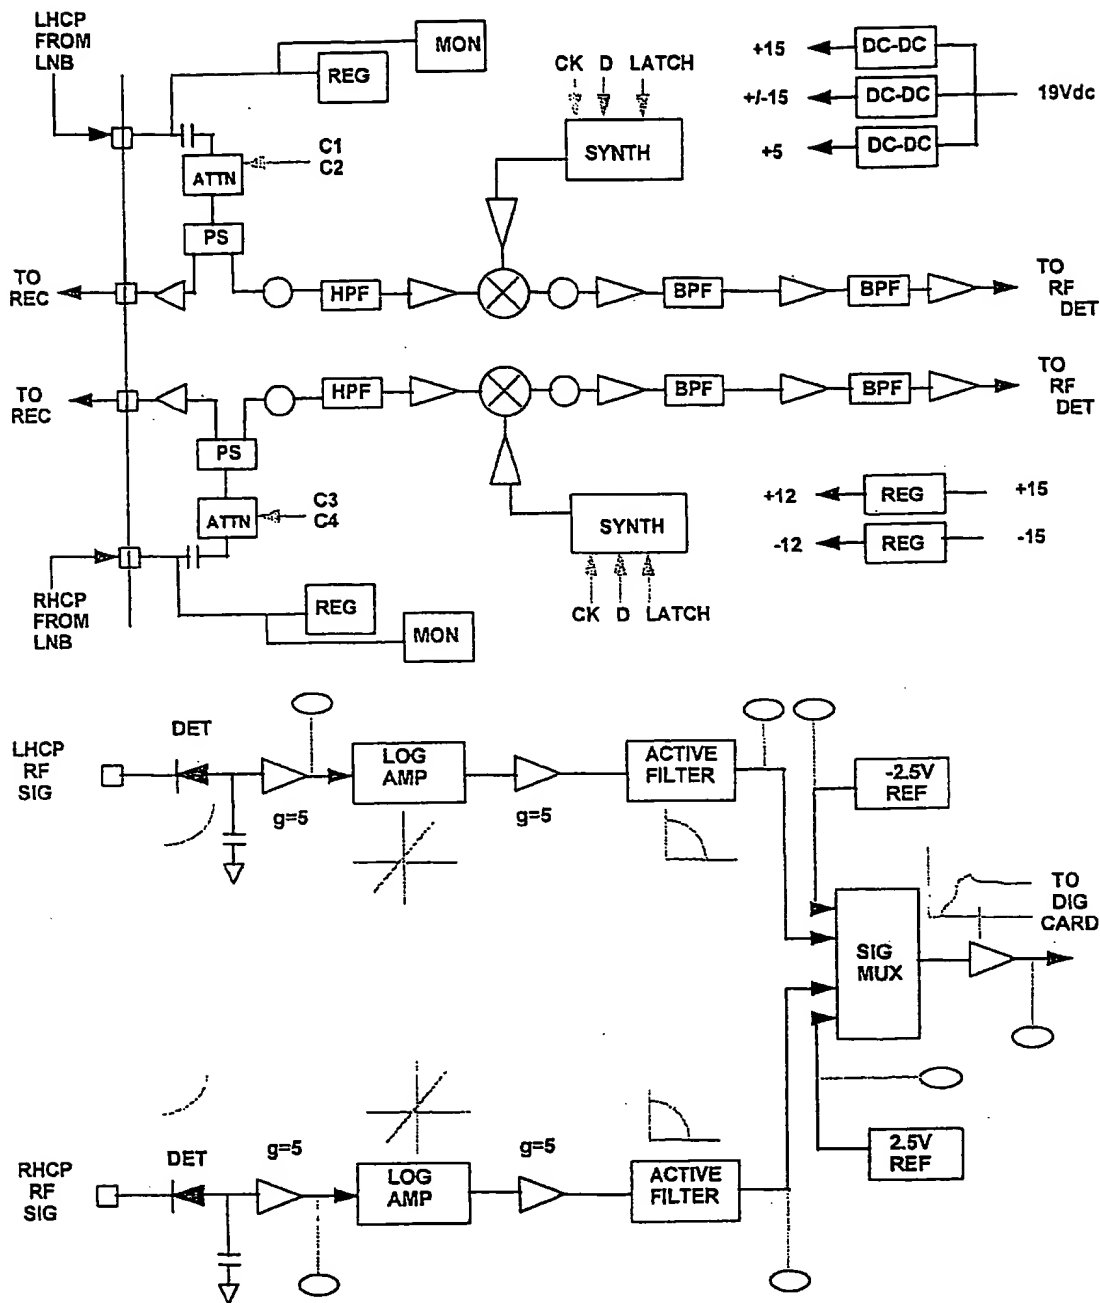 LHCP
FROM
LNB
MON
REG
CK D LATCH
SYNTH
+15
DC-DC
+/-15
DC-DC
19Vdc
+5
DC-DC
ATTN
C1
C2
PS
TO
REC
HPF
BPF
BPF
TO
RF
DET
TO
REC
HPF
BPF
BPF
TO
RF
DET
PS
ATTN
C3
C4
SYNTH
CK D LATCH
+12
REG
+15
-12
REG
-15
RHCP
FROM
LNB
REG
MON
LHCP
RF
SIG
DET
g=5
LOG
AMP
g=5
ACTIVE
FILTER
-2.5V
REF
SIG
MUX
TO
DIG
CARD
2.5V
REF
RHCP
RF
SIG
DET
g=5
LOG
AMP
g=5
ACTIVE
FILTER